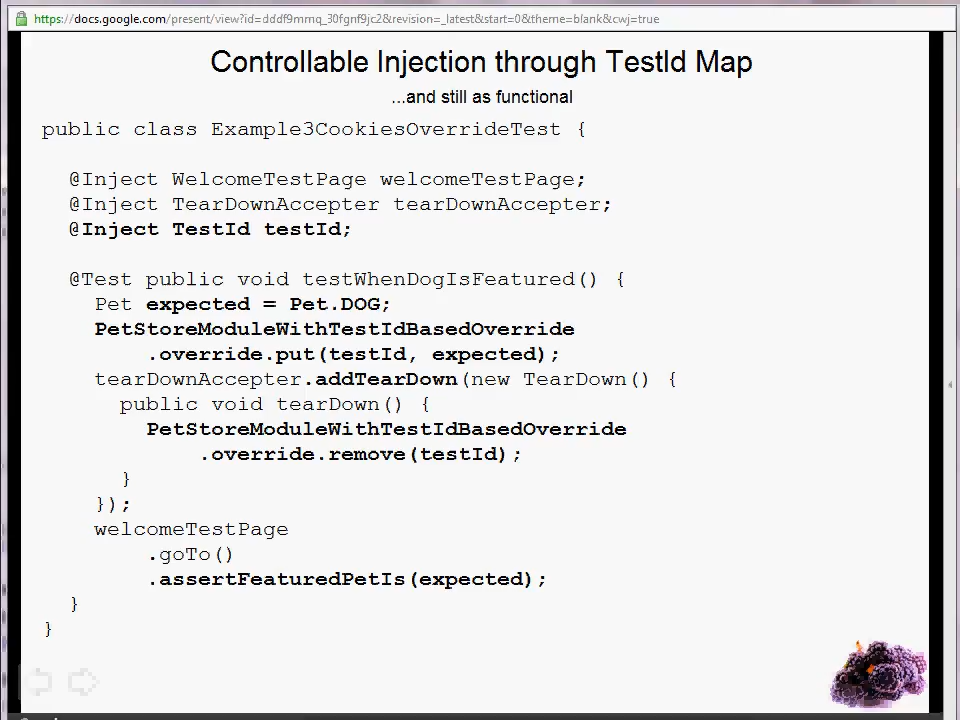 https://docs.google.com/present/view?id=dddf9mmq_30fgnf9jc2&revision=_latest&start=0&theme=blank&cwj=true
Controllable Injection through TestId Map
...and still as functional
public class Example3CookiesOverrideTest {
@Inject WelcomeTestPage welcomeTestPage;
@Inject TearDownAccepter tearDownAccepter;
@Inject TestId testId;
@Test public void testWhenDogIsFeatured() {
Pet expected = Pet.DOG;
PetStoreModuleWithTestIdBasedOverride
.override.put(testId, expected);
tearDownAccepter.addTearDown(new TearDown() {
public void tearDown() {
PetStoreModuleWithTestIdBasedOverride
.override.remove(testId);
}
});
welcomeTestPage
.goTo()
.assertFeaturedPetIs(expected);
}
}